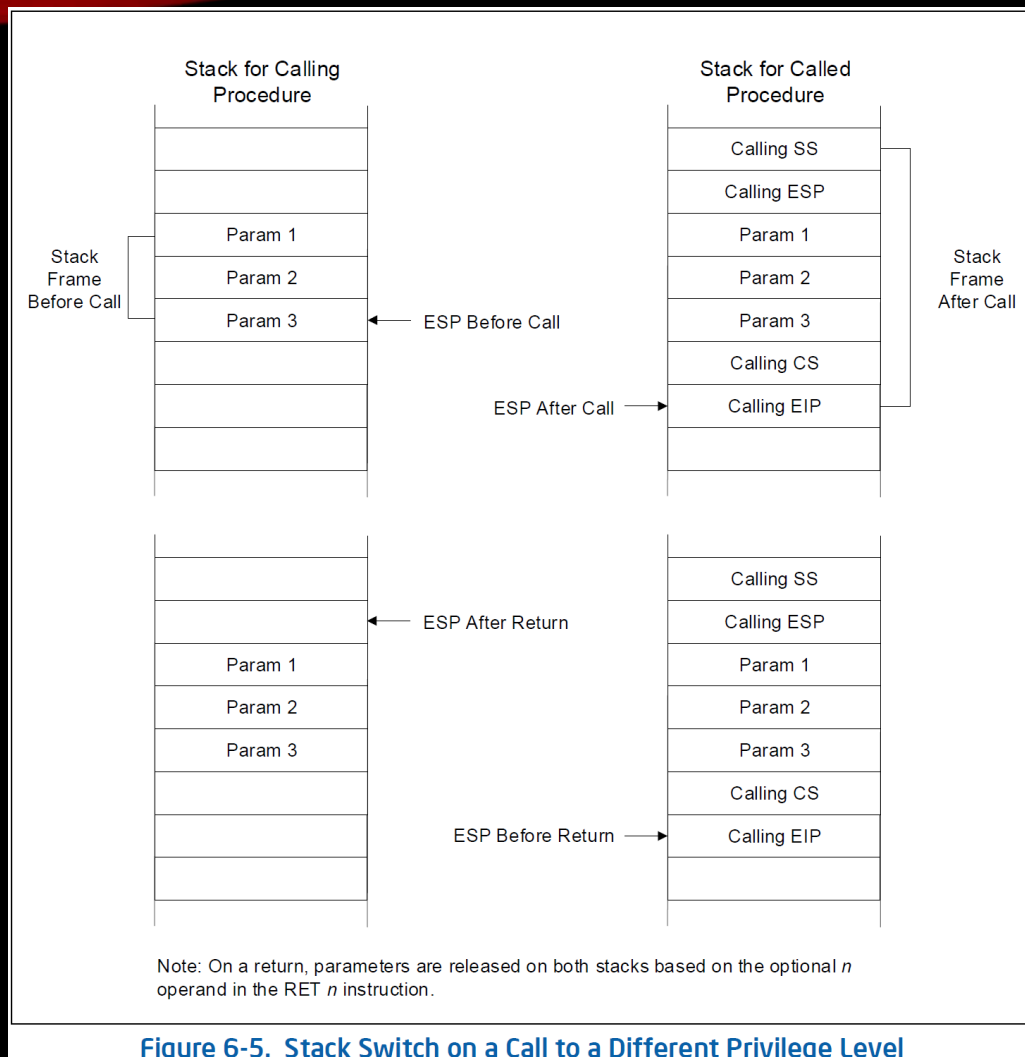 Stack for Calling
Procedure
Stack for Called
Procedure
Calling SS
Calling ESP
Param 1
Param 1
Stack
Frame
Before Call
Param 2
Param 2
Stack
Frame
After Call
Param 3
ESP Before Call
Param 3
Calling CS
ESP After Call
Calling EIP
Calling SS
ESP After Return
Calling ESP
Param 1
Param 1
Param 2
Param 2
Param 3
Param 3
Calling CS
ESP Before Return
Calling EIP
Note: On a return, parameters are released on both stacks based on the optional n
operand in the RET n instruction.
Figure 6-5. Stack Switch on a Call to a Different Privilege Level